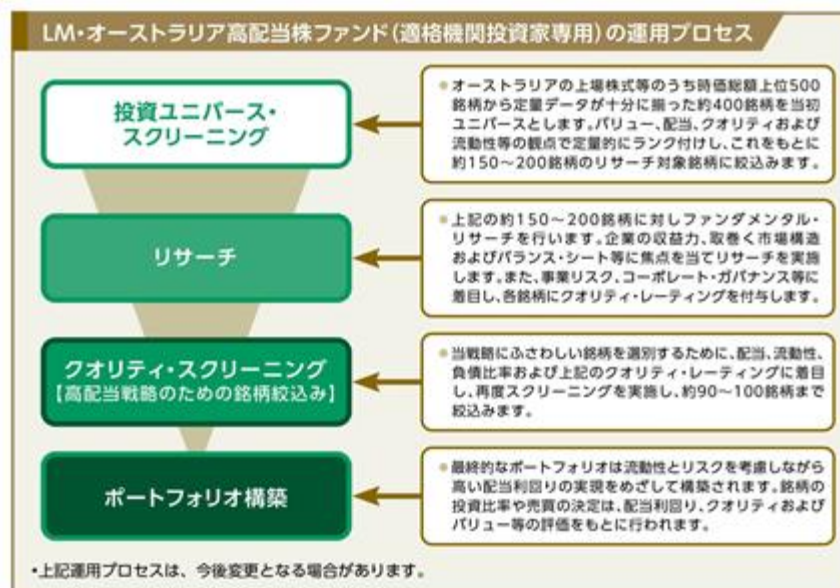 LM・オーストラリア高配当株ファンド(適格機関投資家専用)の運用プロセス
投資ユニバース・
スクリーニング
●オーストラリアの上場株式等のうち時価総額上位500
銘柄から定量データが十分に揃った約400銘柄を当初
ユニバースとします。バリュー、配当、クオリティおよび
流動性等の観点で定量的にランク付けし、これをもとに
約150～200銘柄のリサーチ対象銘柄に絞込みます。
リサーチ
●上記の約150～200銘柄に対しファンダメンタル・
リサーチを行います。企業の収益力、取巻く市場構造
およびバランス・シート等に焦点を当てリサーチを実施
します。また、事業リスク、コーポレート・ガバナンス等に
着目し、各銘柄にクオリティ・レーティングを付与します。
クオリティ・スクリーニング
【高配当戦略のための銘柄絞込み】
●当戦略にふさわしい銘柄を選別するために、配当、流動性、
負債比率および上記のクオリティ・レーティングに着目
し、再度スクリーニングを実施し、約90～100銘柄まで
絞込みます。
ポートフォリオ構築
●最終的なポートフォリオは流動性とリスクを考慮しながら
高い配当利回りの実現をめざして構築されます。銘柄の
投資比率や売買の決定は、配当利回り、クオリティおよび
バリュー等の評価をもとに行われます。
・上記運用プロセスは、今後変更となる場合があります。